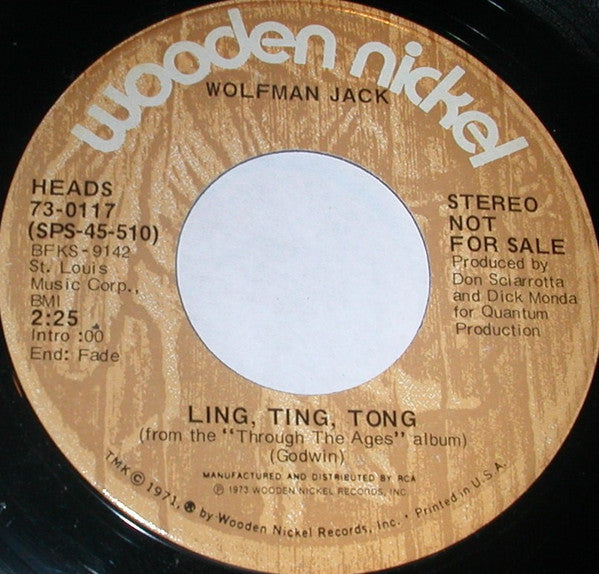 wooden nickel
WOLFMAN JACK
HEADS
73-0117
(SPS-45-510)
BFKS-9142
St. Louis
Music Corp.,
BMI
2:25
Intro :00
End: Fade
STEREO
NOT
FOR SALE
Produced by
Don Sciarrotta
and Dick Monda
for Quantum
Production
LING, TING, TONG
(from the "Through The Ages" album)
(Godwin)
MANUFACTURED AND DISTRIBUTED BY RCA
℗ 1973 WOODEN NICKEL RECORDS, INC.
TMK © 1971, by Wooden Nickel Records, Inc. • Printed in U.S.A.